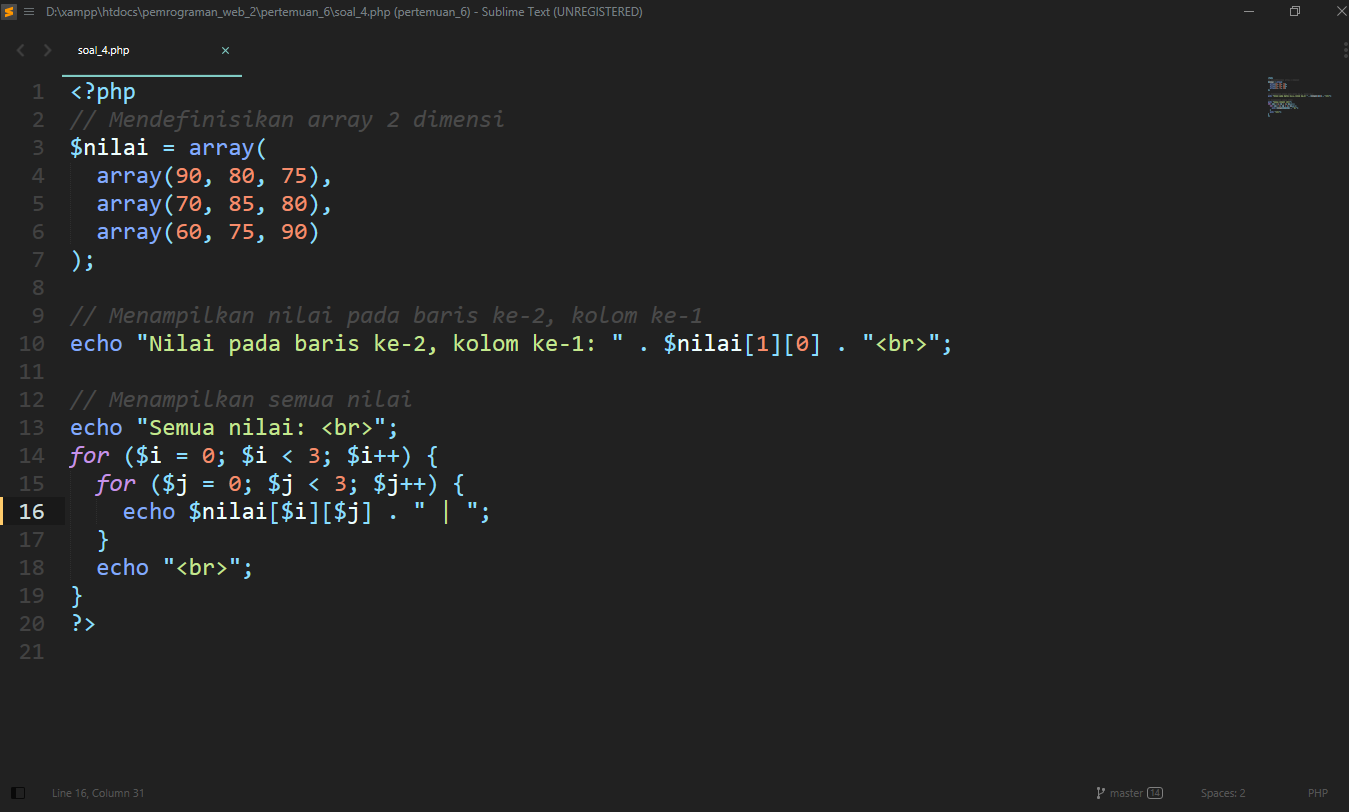 D:\xampp\htdocs\pemrograman_web_2\pertemuan_6\soal_4.php (pertemuan_6) - Sublime Text (UNREGISTERED)
soal_4.php
1 <?php
2 // Mendefinisikan array 2 dimensi
3 $nilai = array(
4   array(90, 80, 75),
5   array(70, 85, 80),
6   array(60, 75, 90)
7 );
8
9 // Menampilkan nilai pada baris ke-2, kolom ke-1
10 echo "Nilai pada baris ke-2, kolom ke-1: " . $nilai[1][0] . "<br>";
11
12 // Menampilkan semua nilai
13 echo "Semua nilai: <br>";
14 for ($i = 0; $i < 3; $i++) {
15   for ($j = 0; $j < 3; $j++) {
16     echo $nilai[$i][$j] . " | ";
17   }
18   echo "<br>";
19 }
20 ?>
21
Line 16, Column 31 master 14 Spaces: 2 PHP